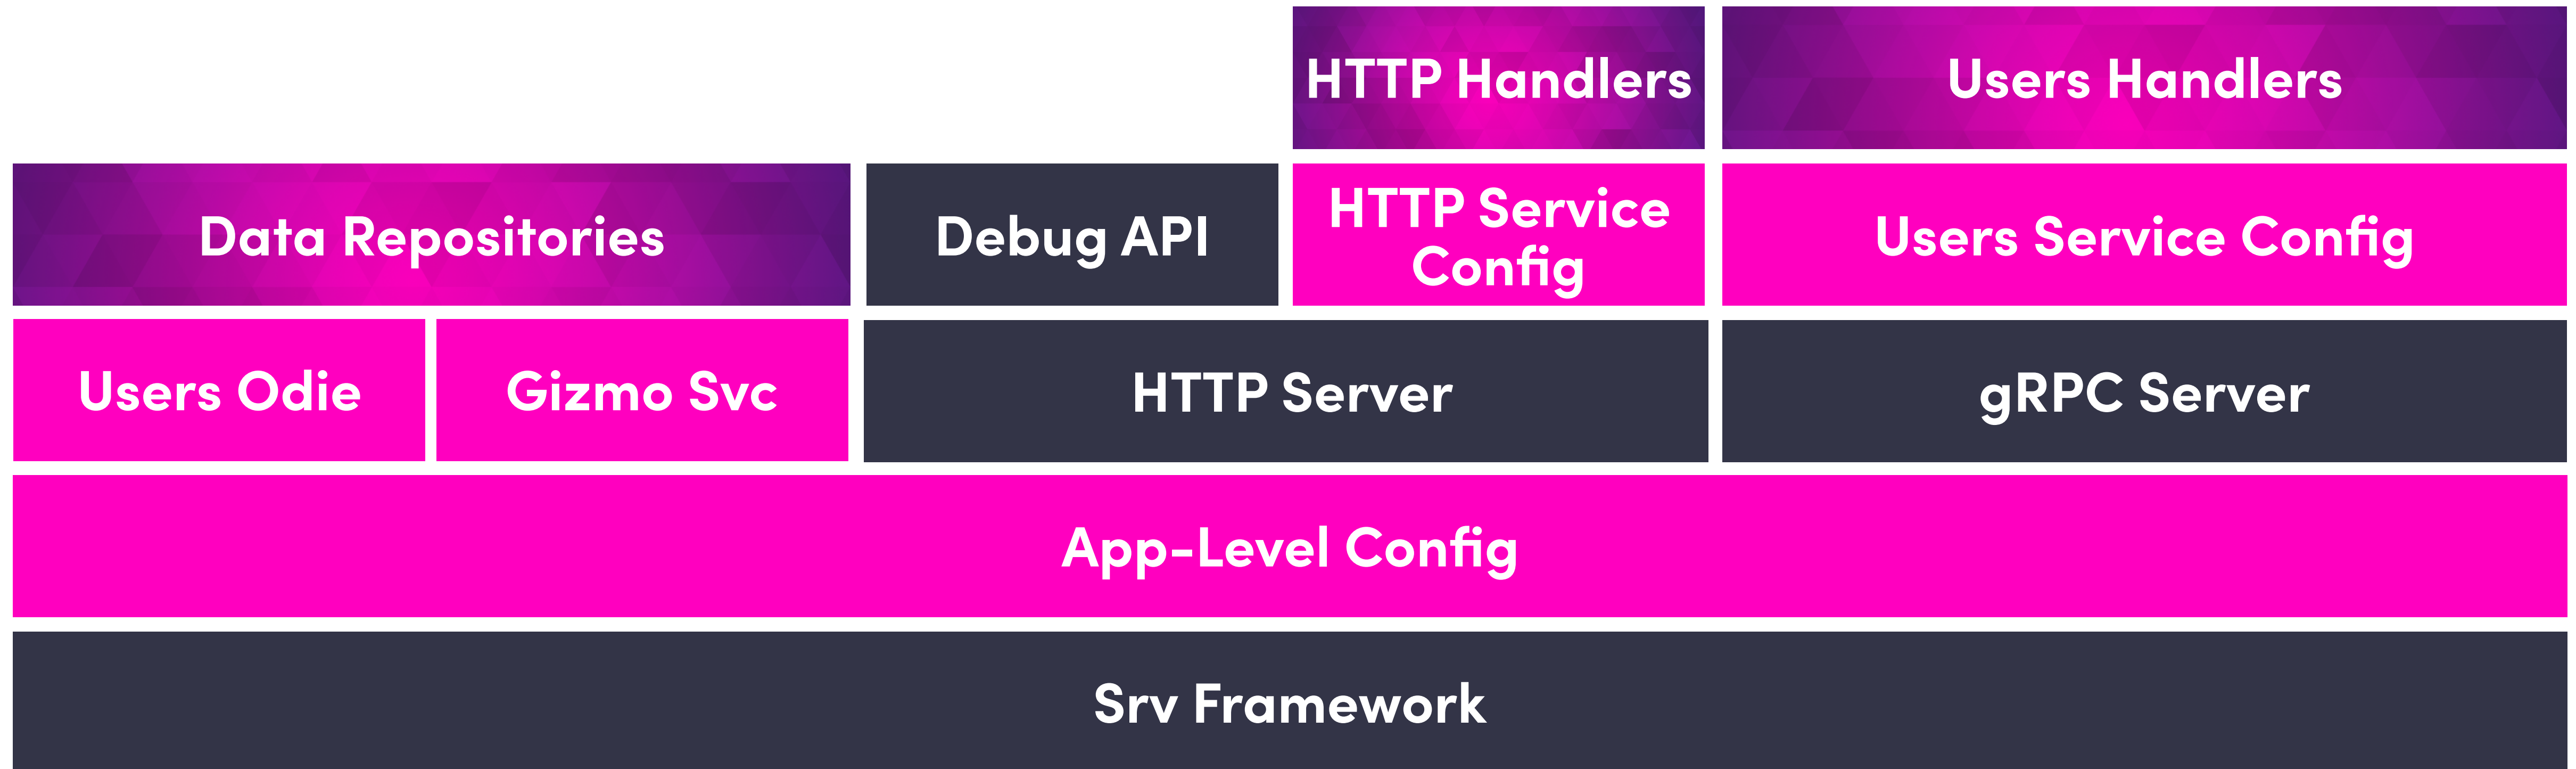 HTTP Handlers
Users Handlers
Data Repositories
Debug API
HTTP Service
Config
Users Service Config
Users Odie
Gizmo Svc
HTTP Server
gRPC Server
App-Level Config
Srv Framework